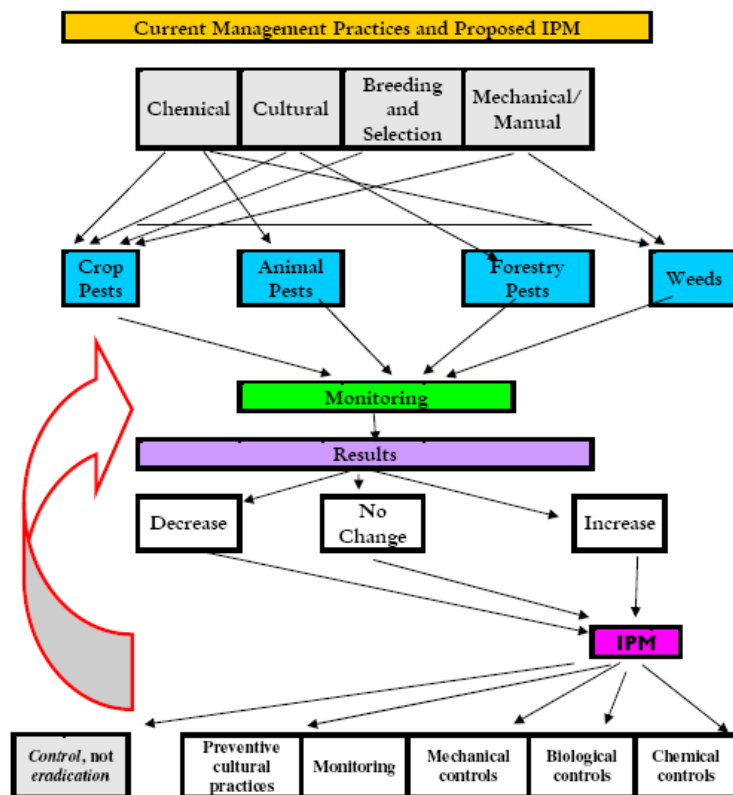 Current Management Practices and Proposed IPM
Chemical
Cultural
Breeding
and
Selection
Mechanical/
Manual
Crop
Pests
Animal
Pests
Forestry
Pests
Weeds
Monitoring
Results
Decrease
No
Change
Increase
IPM
Control, not
eradication
Preventive
cultural
practices
Monitoring
Mechanical
controls
Biological
controls
Chemical
controls